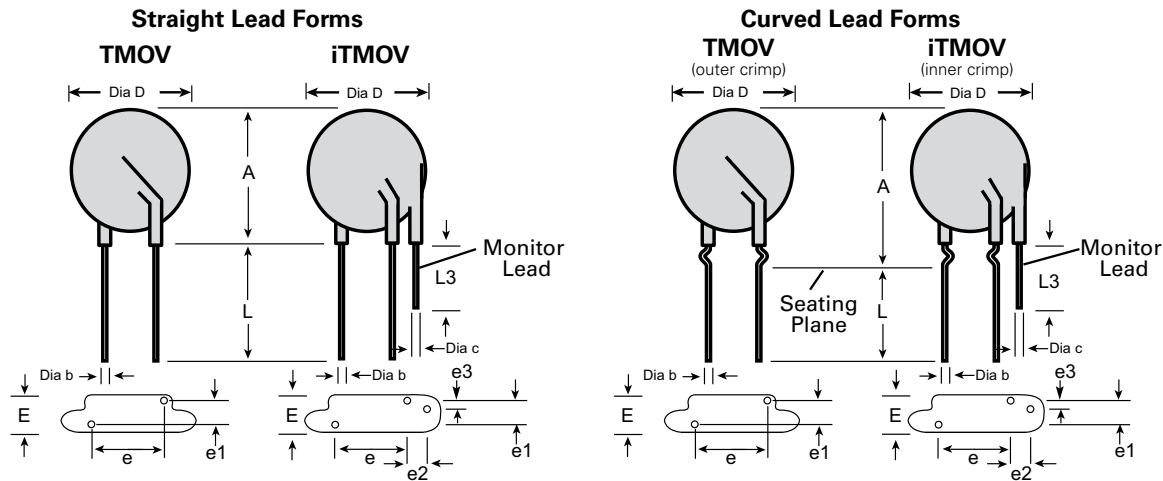 Straight Lead Forms
TMOV
iTMOV
Dia D
Dia D
A
Monitor
Lead
L3
L
Dia c
Dia b
Dia b
e3
E
E
e1
e1
e
e
e2
Curved Lead Forms
TMOV
(outer crimp)
iTMOV
(inner crimp)
Dia D
Dia D
A
Monitor
Lead
L3
Seating
Plane
L
Dia c
Dia b
Dia b
e3
E
E
e1
e1
e
e
e2